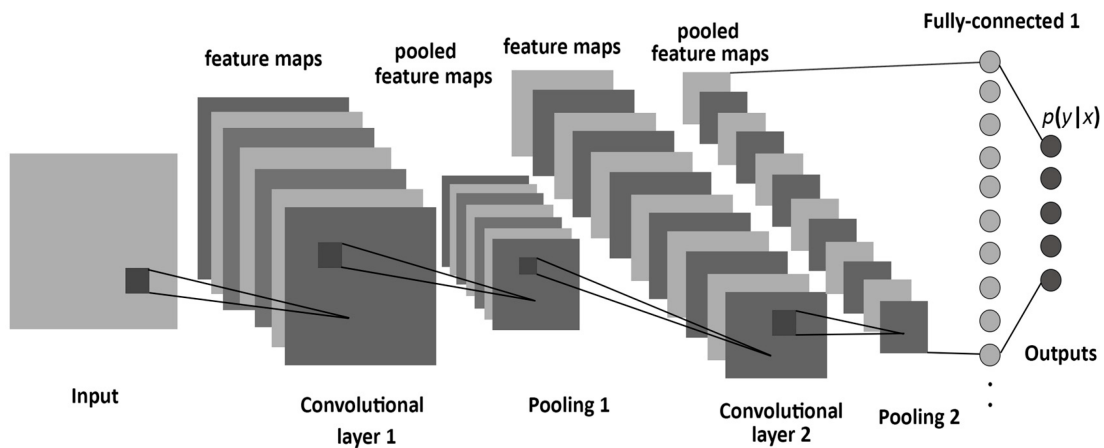 Fully-connected 1
feature maps
pooled
feature maps
feature maps
pooled
feature maps
p(y|x)
Input
Convolutional
layer 1
Pooling 1
Convolutional
layer 2
Pooling 2
Outputs